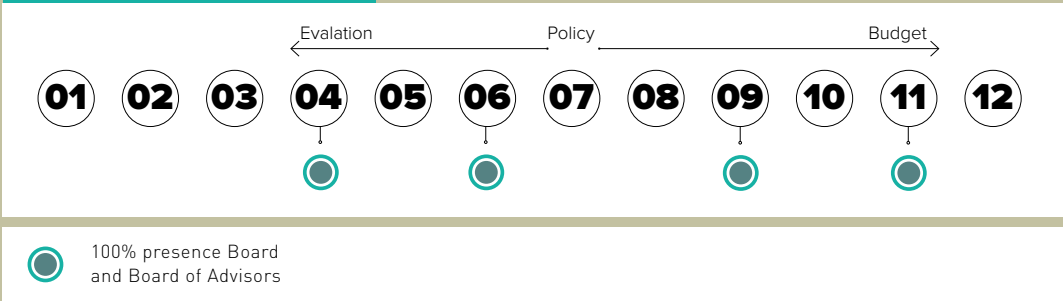 Evalation Policy Budget
01 02 03 04 05 06 07 08 09 10 11 12
100% presence Board
and Board of Advisors